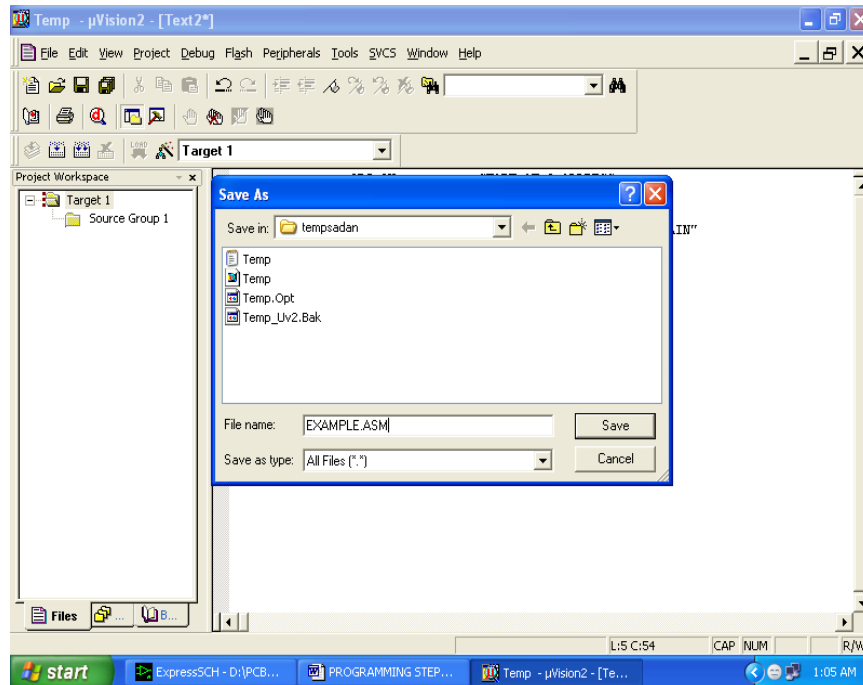 Temp - µVision2 - [Text2*]
File Edit View Project Debug Flash Peripherals Tools SVCS Window Help
LOAD
Target 1
Project Workspace
Target 1
Source Group 1
Save As
Save in: tempsadan
IN"
Temp
Temp
Temp.Opt
Temp_Uv2.Bak
File name: EXAMPLE.ASM Save
Save as type: All Files (*.*) Cancel
Files ... B...
L:5 C:54 CAP NUM R/W
start ExpressSCH - D:\PCB... PROGRAMMING STEP... Temp - µVision2 - [Te... 1:05 AM